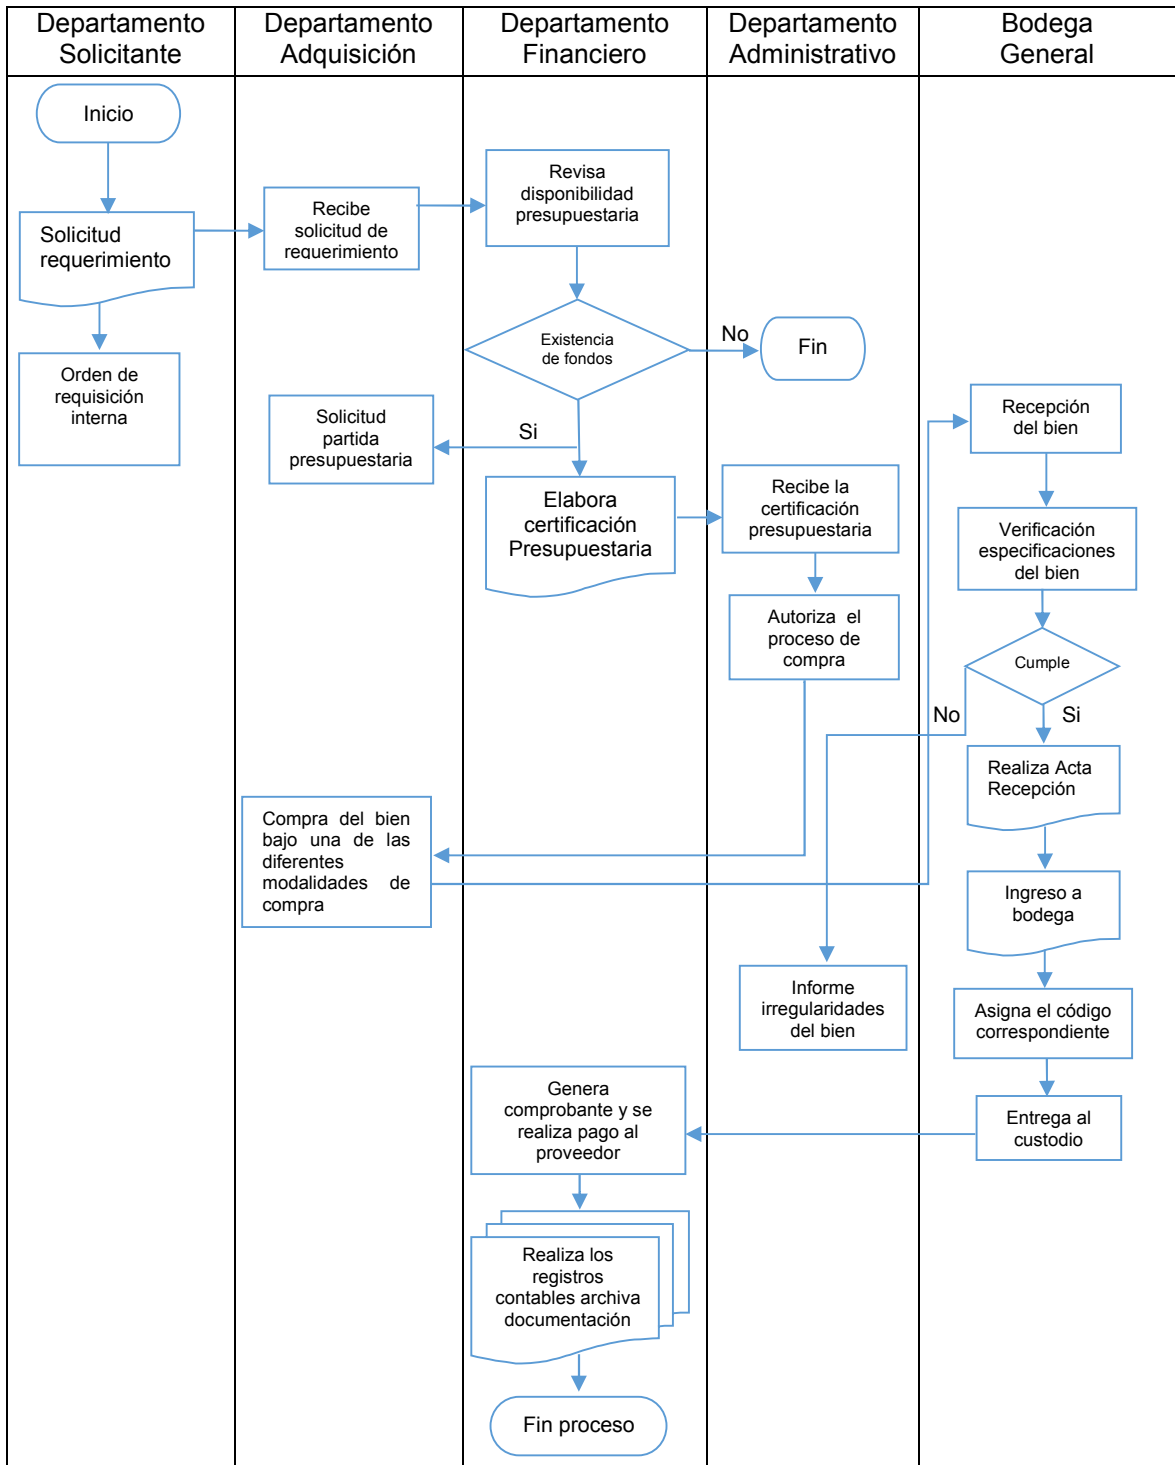 Departamento
Solicitante
Departamento
Adquisición
Departamento
Financiero
Departamento
Administrativo
Bodega
General
Inicio
Solicitud
requerimiento
Orden de
requisición
interna
Recibe
solicitud de
requerimiento
Revisa
disponibilidad
presupuestaria
Existencia
de fondos
No
Fin
Si
Solicitud
partida
presupuestaria
Elabora
certificación
Presupuestaria
Recibe la
certificación
presupuestaria
Autoriza el
proceso de
compra
Compra del bien
bajo una de las
diferentes
modalidades de
compra
Recepción
del bien
Verificación
especificaciones
del bien
Cumple
No
Si
Realiza Acta
Recepción
Ingreso a
bodega
Informe
irregularidades
del bien
Asigna el código
correspondiente
Entrega al
custodio
Genera
comprobante y se
realiza pago al
proveedor
Realiza los
registros
contables archiva
documentación
Fin proceso